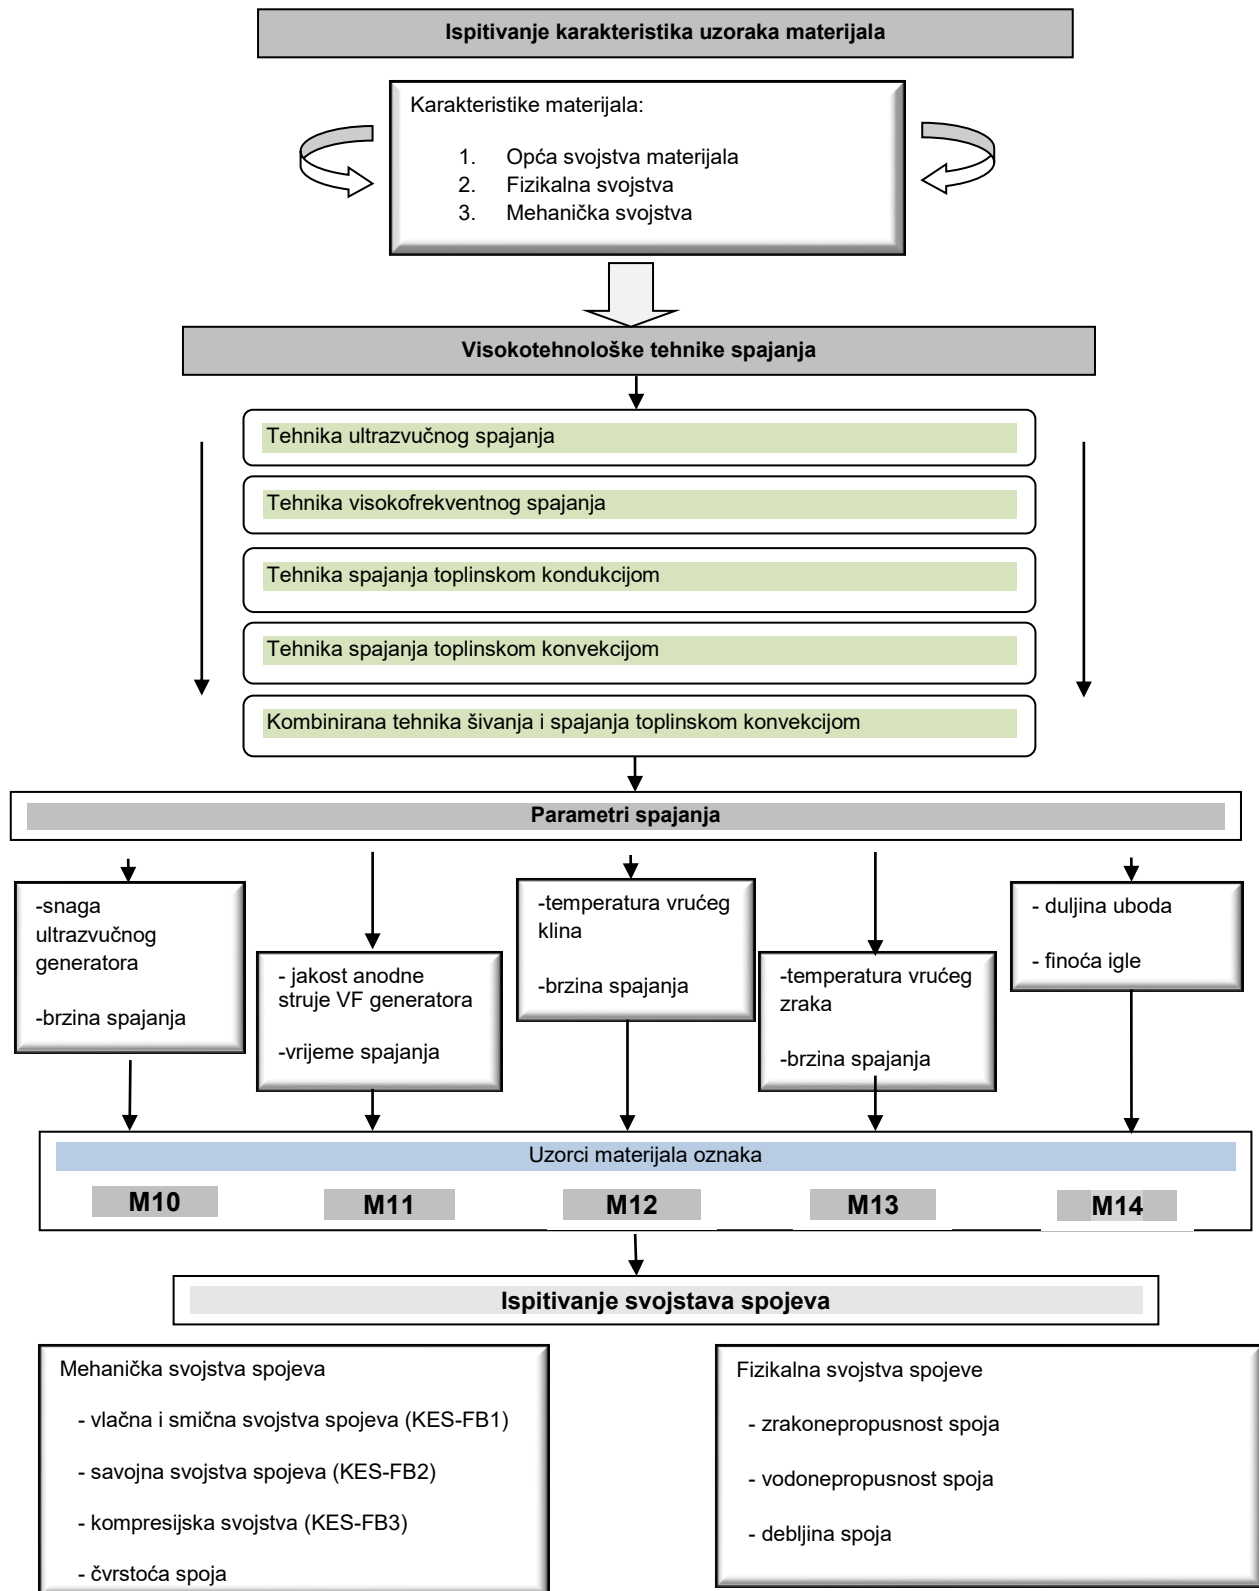 Ispitivanje karakteristika uzoraka materijala
Karakteristike materijala:
1. Opća svojstva materijala
2. Fizikalna svojstva
3. Mehanička svojstva
Visokotehnološke tehnike spajanja
Tehnika ultrazvučnog spajanja
Tehnika visokofrekventnog spajanja
Tehnika spajanja toplinskom kondukcijom
Tehnika spajanja toplinskom konvekcijom
Kombinirana tehnika šivanja i spajanja toplinskom konvekcijom
Parametri spajanja
-snaga
ultrazvučnog
generatora
-brzina spajanja
- jakost anodne
struje VF generatora
-vrijeme spajanja
-temperatura vrućeg
klina
-brzina spajanja
-temperatura vrućeg
zraka
-brzina spajanja
- duljina uboda
- finoća igle
Uzorci materijala oznaka
M10 M11 M12 M13 M14
Ispitivanje svojstava spojeva
Mehanička svojstva spojeva
- vlačna i smična svojstva spojeva (KES-FB1)
- savojna svojstva spojeva (KES-FB2)
- kompresijska svojstva (KES-FB3)
- čvrstoća spoja
Fizikalna svojstva spojeve
- zrakonepropusnost spoja
- vodonepropusnost spoja
- debljina spoja